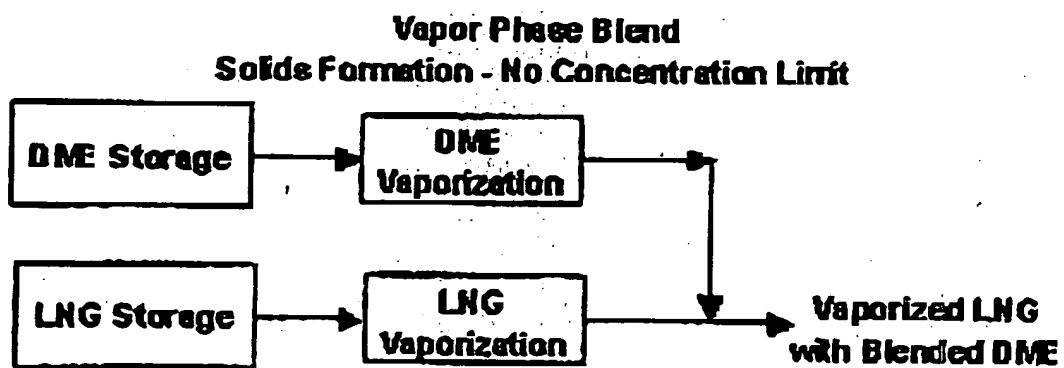 Vapor Phase Blend
Solids Formation - No Concentration Limit
DME Storage
DME
Vaporization
LNG Storage
LNG
Vaporization
Vaporized LNG
with Blended DME